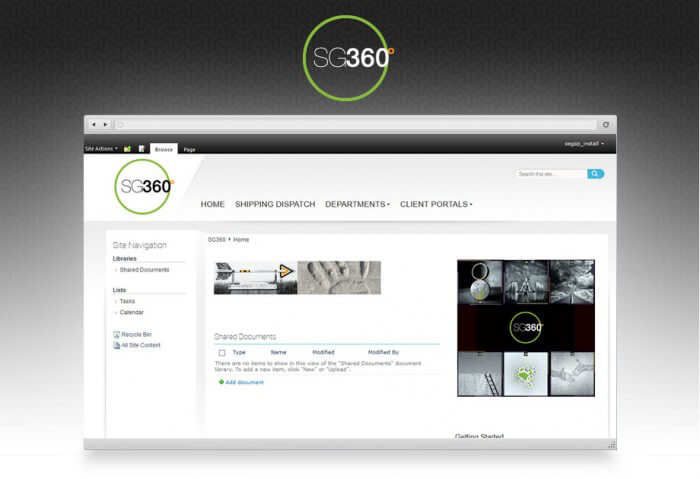 SG360°
Site Actions
Browse
Page
segsp_install
SG360°
Search this site...
HOME SHIPPING DISPATCH DEPARTMENTS CLIENT PORTALS
Site Navigation
Libraries
Shared Documents
Lists
Tasks
Calendar
Recycle Bin
All Site Content
SG360 Home
SG360°
Shared Documents
Type Name Modified Modified By
There are no items to show in this view of the "Shared Documents" document
library. To add a new item, click "New" or "Upload".
Add document
Getting Started